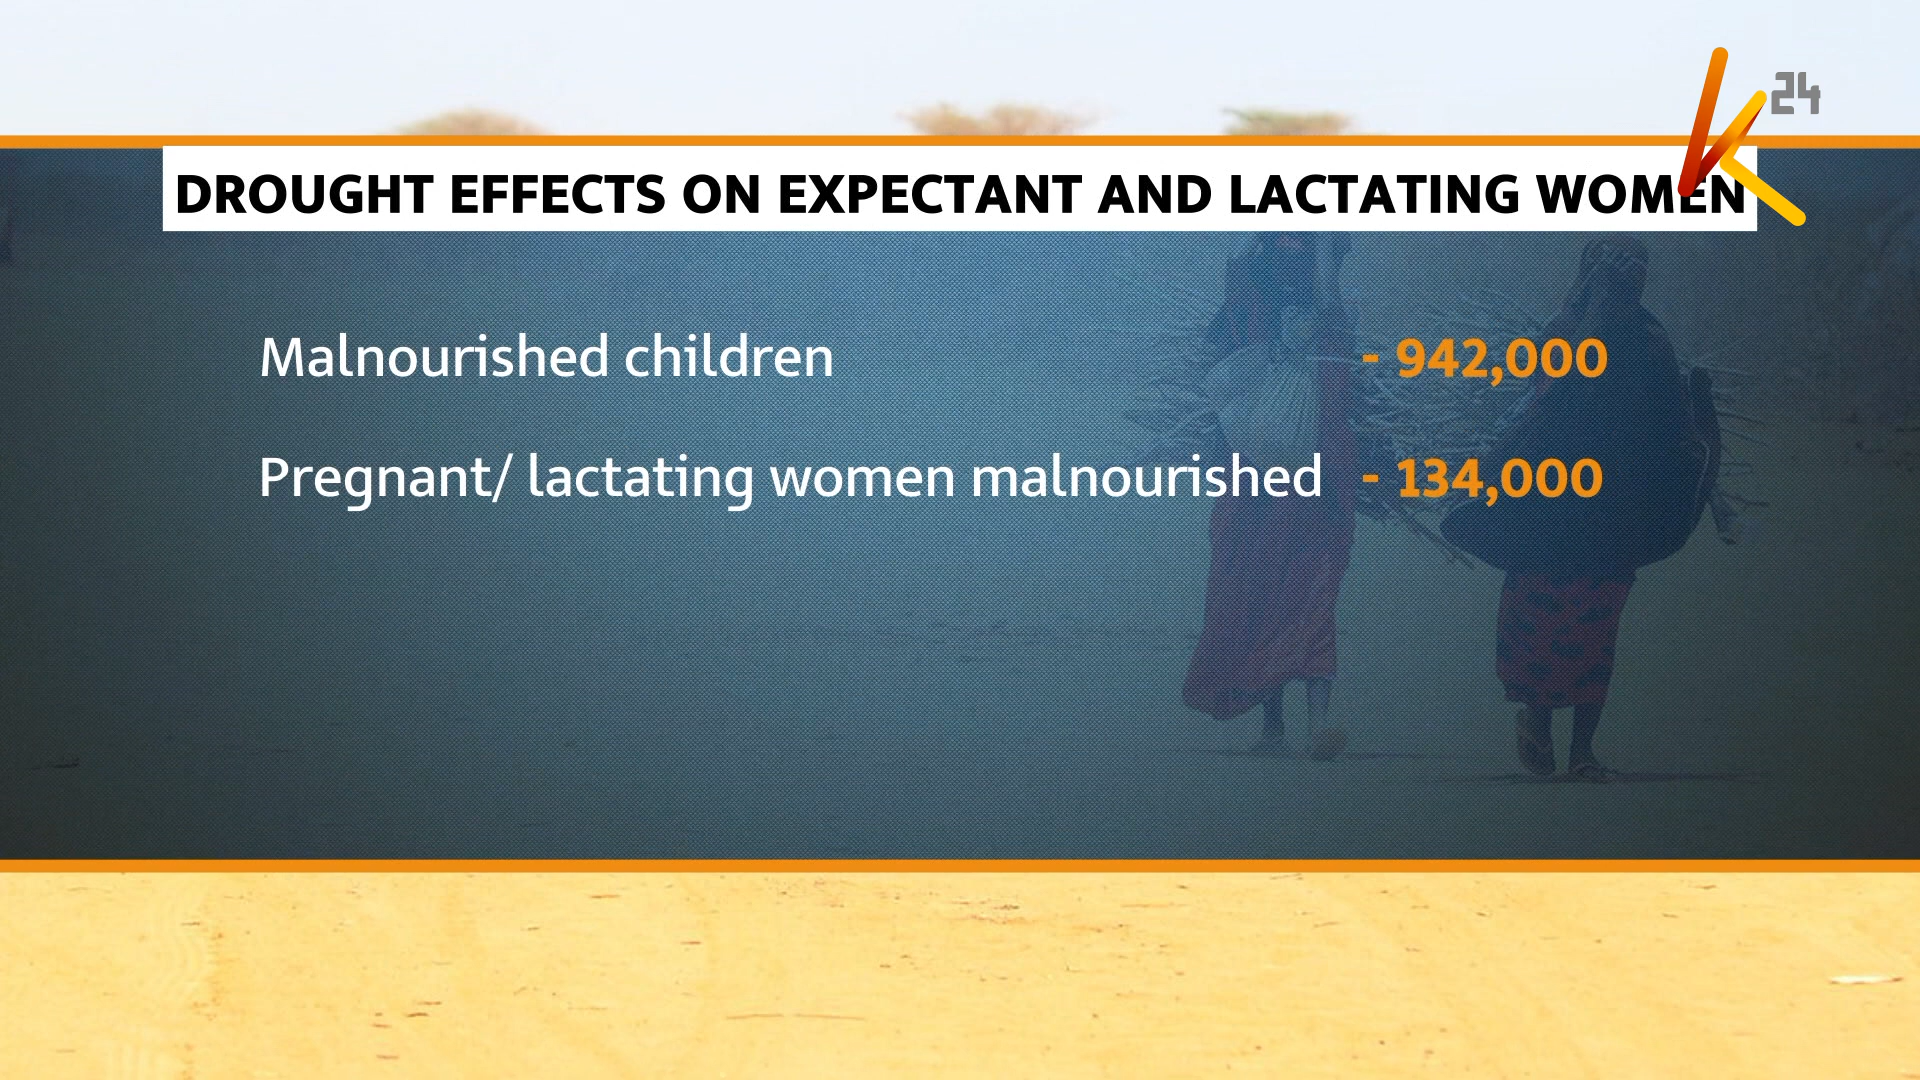 K24
DROUGHT EFFECTS ON EXPECTANT AND LACTATING WOMEN
Malnourished children - 942,000
Pregnant/ lactating women malnourished - 134,000